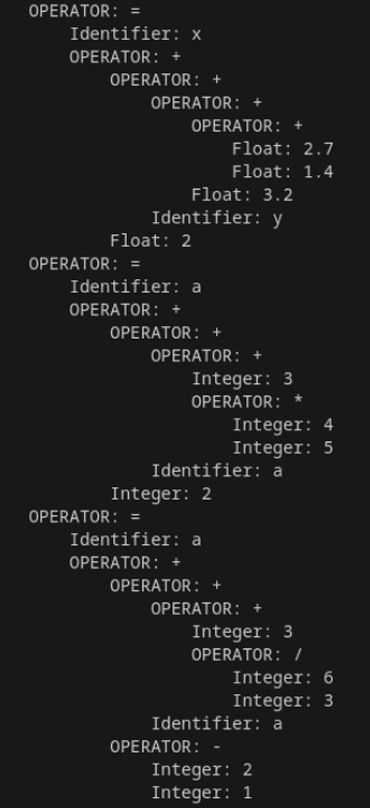 OPERATOR: =
    Identifier: x
    OPERATOR: +
        OPERATOR: +
            OPERATOR: +
                OPERATOR: +
                    Float: 2.7
                    Float: 1.4
                Float: 3.2
            Identifier: y
        Float: 2
OPERATOR: =
    Identifier: a
    OPERATOR: +
        OPERATOR: +
            OPERATOR: +
                Integer: 3
                OPERATOR: *
                    Integer: 4
                    Integer: 5
            Identifier: a
        Integer: 2
OPERATOR: =
    Identifier: a
    OPERATOR: +
        OPERATOR: +
            OPERATOR: +
                Integer: 3
                OPERATOR: /
                    Integer: 6
                    Integer: 3
            Identifier: a
        OPERATOR: -
            Integer: 2
            Integer: 1